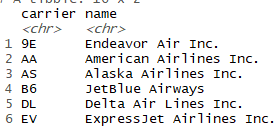 # A tibble: 16 x 2
carrier name
<chr> <chr>
1 9E Endeavor Air Inc.
2 AA American Airlines Inc.
3 AS Alaska Airlines Inc.
4 B6 JetBlue Airways
5 DL Delta Air Lines Inc.
6 EV ExpressJet Airlines Inc.